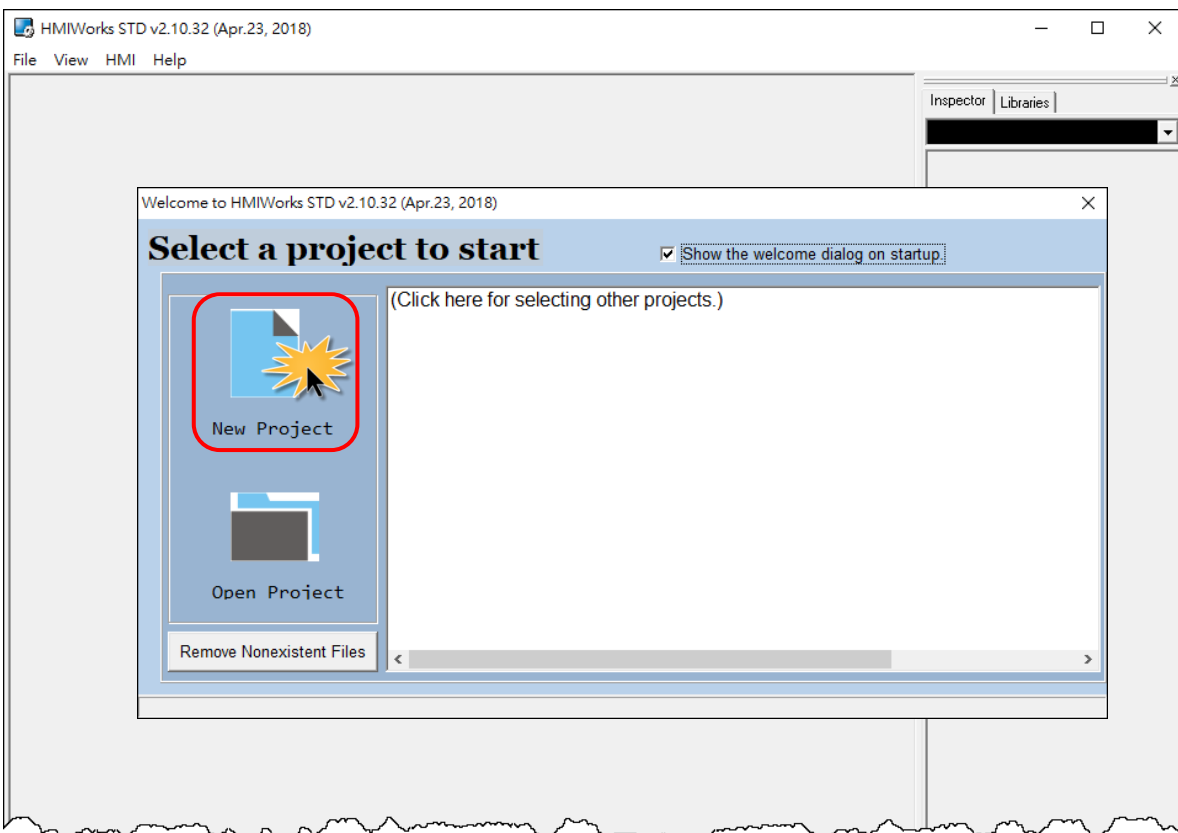 HMIWorks STD v2.10.32 (Apr.23, 2018)
File View HMI Help
Inspector Libraries
Welcome to HMIWorks STD v2.10.32 (Apr.23, 2018)
Select a project to start
Show the welcome dialog on startup.
(Click here for selecting other projects.)
New Project
Open Project
Remove Nonexistent Files